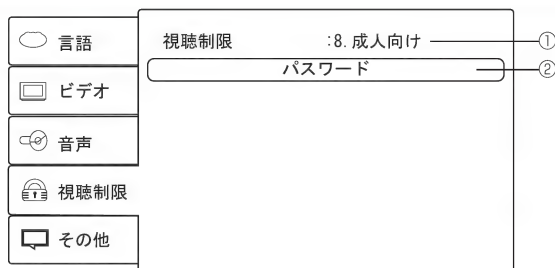 言語
ビデオ
音声
視聴制限
その他
視聴制限 :8. 成人向け ①
パスワード ②